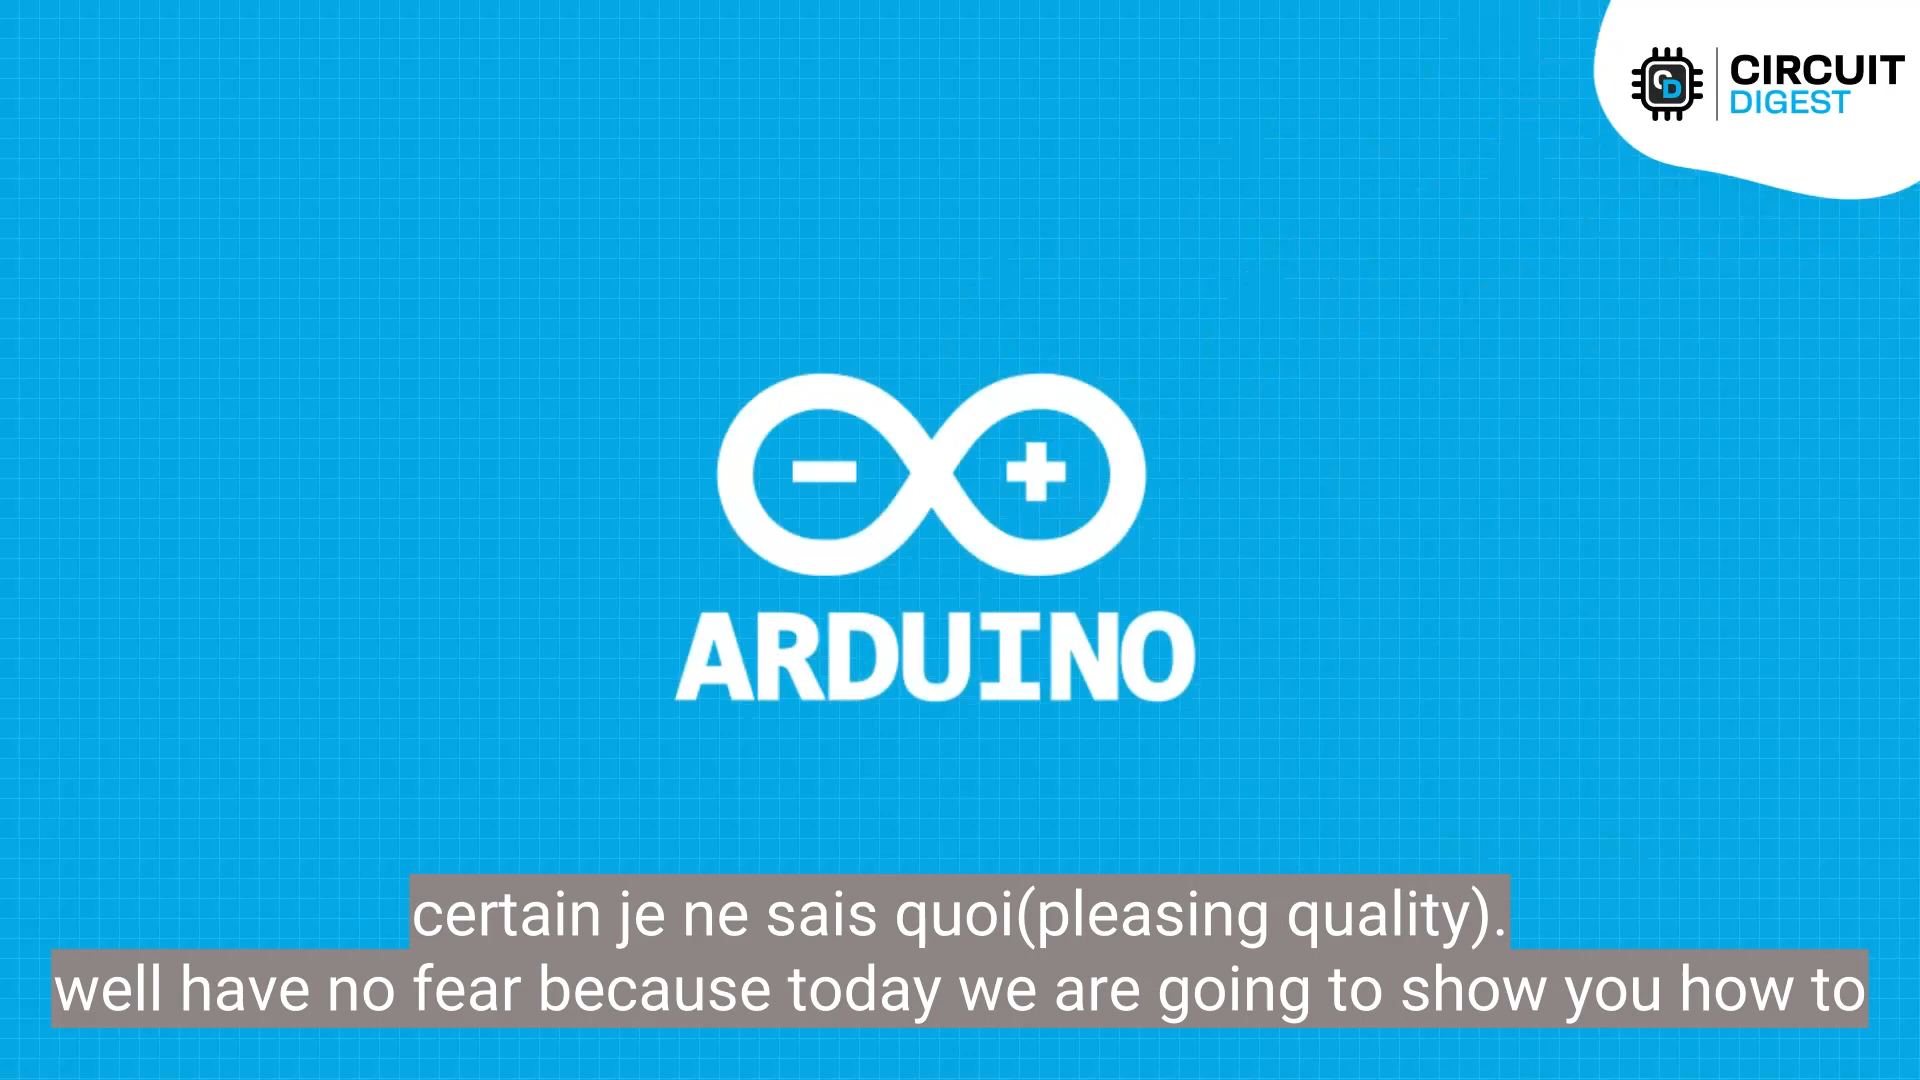 CIRCUIT
DIGEST
CD
ARDUINO
certain je ne sais quoi(pleasing quality).
well have no fear because today we are going to show you how to